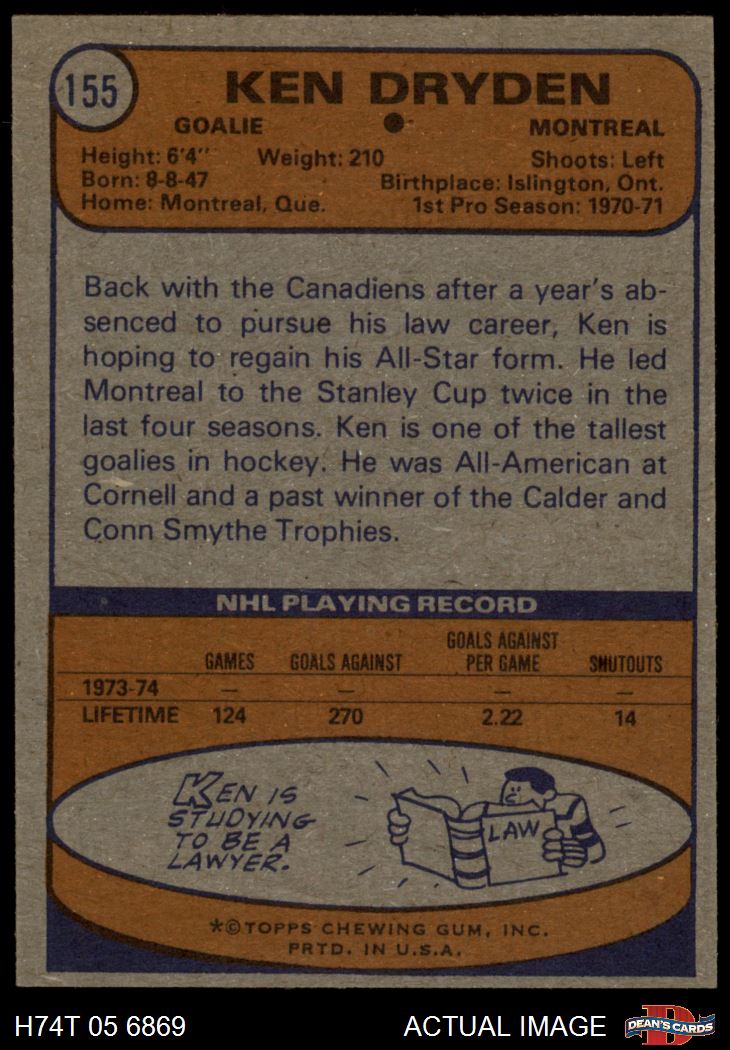 155
KEN DRYDEN
GOALIE MONTREAL
Height: 6'4" Weight: 210 Shoots: Left
Born: 8-8-47 Birthplace: Islington, Ont.
Home: Montreal, Que. 1st Pro Season: 1970-71
Back with the Canadiens after a year's ab-
senced to pursue his law career, Ken is
hoping to regain his All-Star form. He led
Montreal to the Stanley Cup twice in the
last four seasons. Ken is one of the tallest
goalies in hockey. He was All-American at
Cornell and a past winner of the Calder and
Conn Smythe Trophies.
NHL PLAYING RECORD
GAMES GOALS AGAINST GOALS AGAINST PER GAME SHUTOUTS
1973-74 — — — —
LIFETIME 124 270 2.22 14
KEN IS
STUDYING
TO BE A
LAWYER.
LAW
*©TOPPS CHEWING GUM, INC.
PRTD. IN U.S.A.
H74T 05 6869 ACTUAL IMAGE D DEAN'S CARDS